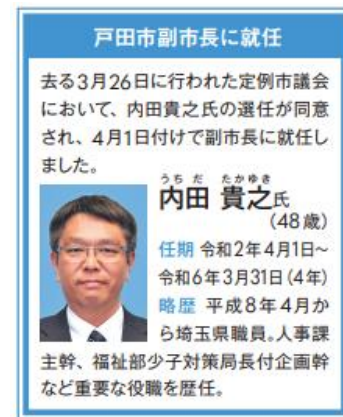 戸田市副市長に就任
去る3月26日に行われた定例市議会
において、内田貴之氏の選任が同意
され、4月1日付けで副市長に就任し
ました。
うちだ たかゆき
内田 貴之氏
(48歳)
任期 令和2年4月1日～
令和6年3月31日(4年)
略歴 平成8年4月か
ら埼玉県職員。人事課
主幹、福祉部少子対策局長付企画幹
など重要な役職を歴任。